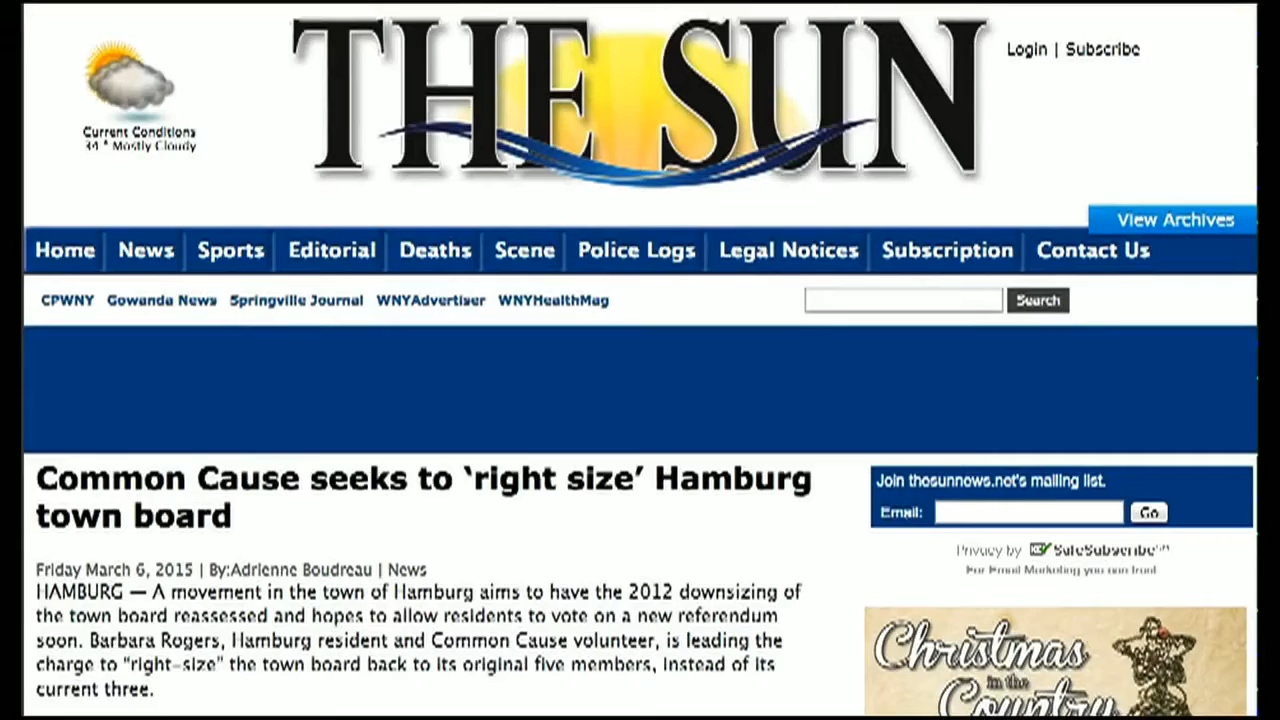 THE SUN
Login | Subscribe
Current Conditions
34 ° Mostly Cloudy
View Archives
Home News Sports Editorial Deaths Scene Police Logs Legal Notices Subscription Contact Us
CPWNY Gowanda News Springville Journal WNYAdvertiser WNYHealthMag
Search
Common Cause seeks to ‘right size’ Hamburg
town board
Friday March 6, 2015 | By:Adrienne Boudreau | News
HAMBURG — A movement in the town of Hamburg aims to have the 2012 downsizing of
the town board reassessed and hopes to allow residents to vote on a new referendum
soon. Barbara Rogers, Hamburg resident and Common Cause volunteer, is leading the
charge to “right-size” the town board back to its original five members, instead of its
current three.
Join thesunnews.net's mailing list.
Email: Go
Privacy by SafeSubscribe℠
For Email Marketing you can trust
Christmas
in the
Country